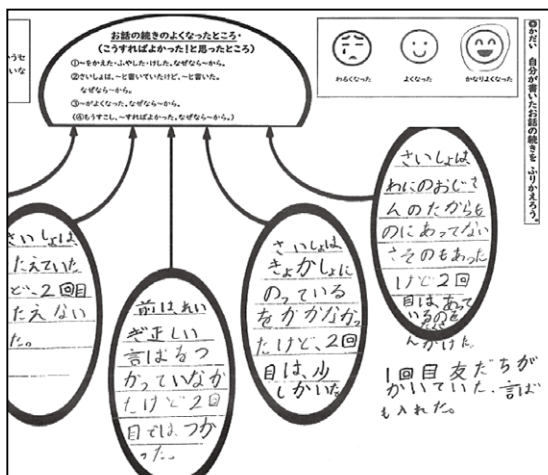 ◎かだい 自分が書いたお話の続きを ふりかえろう。
わるくなった
よくなった
かなりよくなった
お話の続きのよくなったところ・
(こうすればよかった!と思ったところ)
①~をかえた・ふやした・けした。なぜなら~から。
②さいしょは、~と書いていたけど、~と書いた。
なぜなら~から。
③~がよくなった。なぜなら~から。
(④もうすこし、~すればよかった。なぜなら~から。)
さいしょは
わにのおじさ
んのたからも
のにあってない
さそのもあった
けど2回
目は、あって
いるのを
かけた。
1回目友だちが
かいていた、言ば
も入れた。
さいしょは、
きょかしょに
のっている
をかかなかっ
たけど、2回
目は、少
しかいた
前は、れい
ぎ正しい
言ばをつ
かっていなか
たけど2回
目では、つか
った。
さいしょは、
たえていた
ど、2回目
たえない
た。